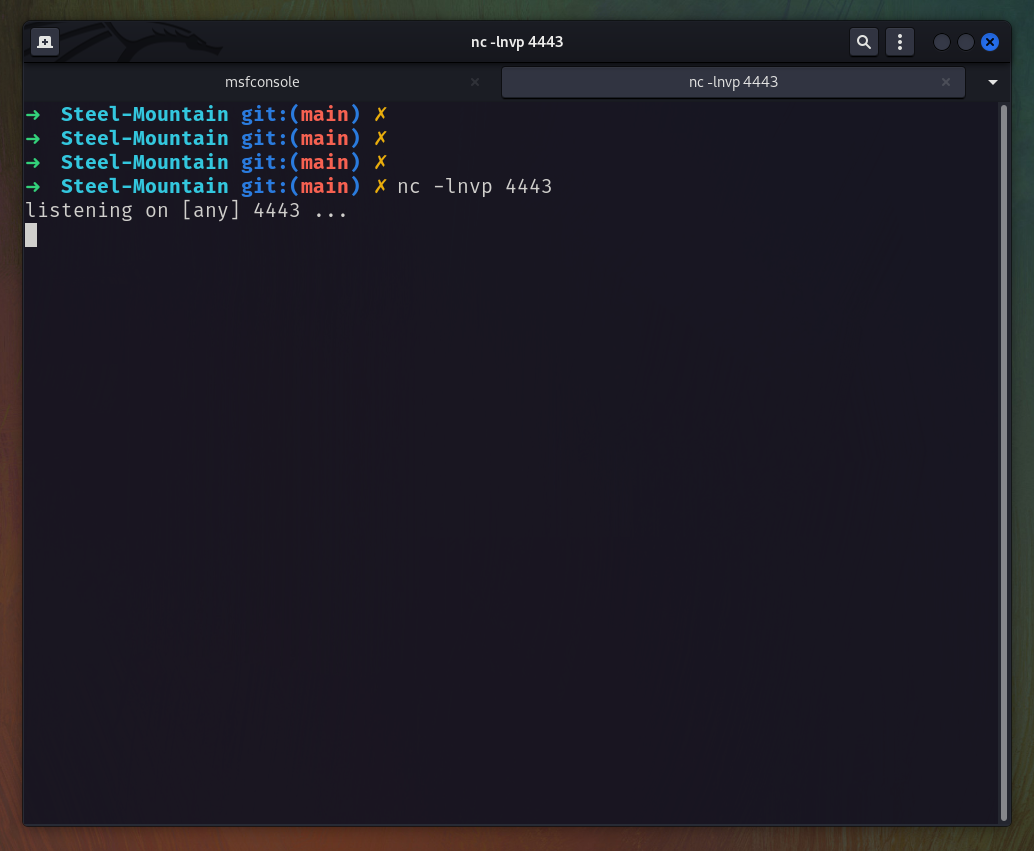 nc -lnvp 4443
msfconsole
nc -lnvp 4443
➜ Steel-Mountain git:(main) ✗
➜ Steel-Mountain git:(main) ✗
➜ Steel-Mountain git:(main) ✗
➜ Steel-Mountain git:(main) ✗ nc -lnvp 4443
listening on [any] 4443 ...